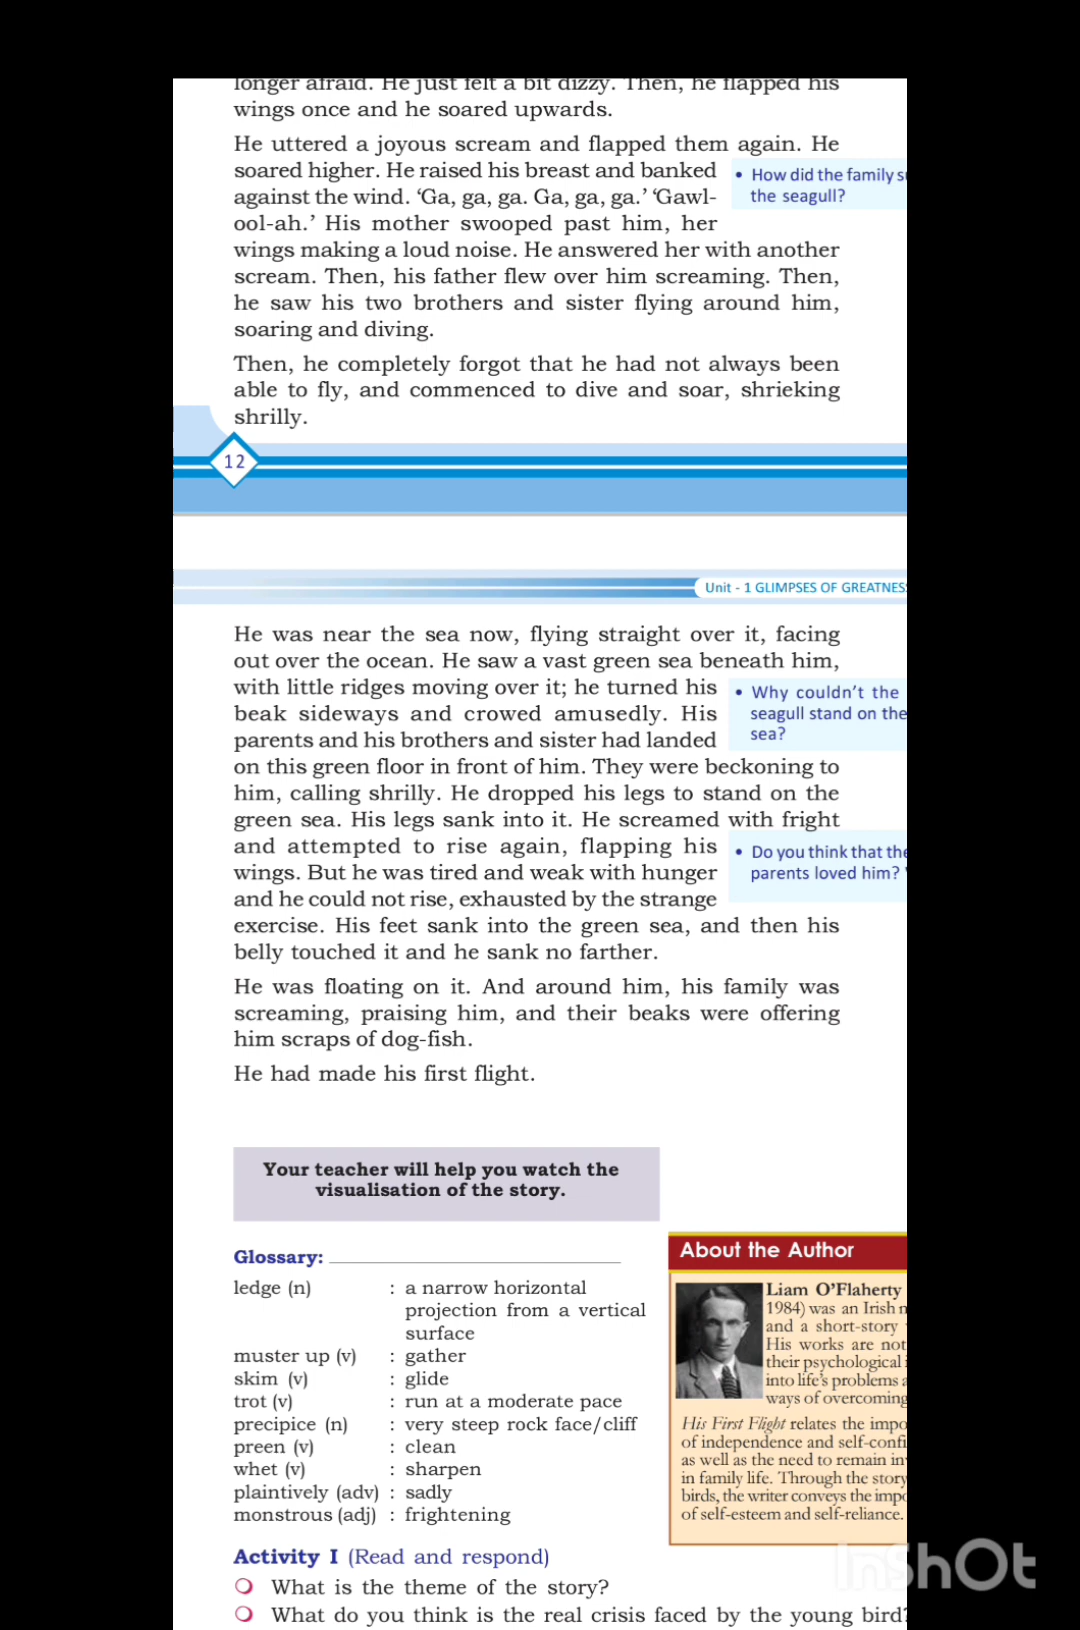 longer afraid. He just felt a bit dizzy. Then, he flapped his
wings once and he soared upwards.
He uttered a joyous scream and flapped them again. He
soared higher. He raised his breast and banked
against the wind. ‘Ga, ga, ga. Ga, ga, ga.’ ‘Gawl-
ool-ah.’ His mother swooped past him, her
wings making a loud noise. He answered her with another
scream. Then, his father flew over him screaming. Then,
he saw his two brothers and sister flying around him,
soaring and diving.
• How did the family
the seagull?
Then, he completely forgot that he had not always been
able to fly, and commenced to dive and soar, shrieking
shrilly.
12
Unit - 1 GLIMPSES OF GREATNES
He was near the sea now, flying straight over it, facing
out over the ocean. He saw a vast green sea beneath him,
with little ridges moving over it; he turned his
beak sideways and crowed amusedly. His
parents and his brothers and sister had landed
on this green floor in front of him. They were beckoning to
him, calling shrilly. He dropped his legs to stand on the
green sea. His legs sank into it. He screamed with fright
and attempted to rise again, flapping his
wings. But he was tired and weak with hunger
and he could not rise, exhausted by the strange
exercise. His feet sank into the green sea, and then his
belly touched it and he sank no farther.
• Why couldn’t the
seagull stand on the
sea?
• Do you think that the
parents loved him?
He was floating on it. And around him, his family was
screaming, praising him, and their beaks were offering
him scraps of dog-fish.
He had made his first flight.
Your teacher will help you watch the
visualisation of the story.
Glossary:
ledge (n) : a narrow horizontal
projection from a vertical
surface
muster up (v) : gather
skim (v) : glide
trot (v) : run at a moderate pace
precipice (n) : very steep rock face/cliff
preen (v) : clean
whet (v) : sharpen
plaintively (adv) : sadly
monstrous (adj) : frightening
About the Author
Liam O’Flaherty
1984) was an Irish
and a short-story
His works are not
their psychological
into life’s problems
ways of overcoming
His First Flight relates the
of independence and
as well as the need to remain
in family life. Through the story
birds, the writer conveys the
of self-esteem and self-reliance.
Activity I (Read and respond)
What is the theme of the story?
What do you think is the real crisis faced by the young bird?
InShOt